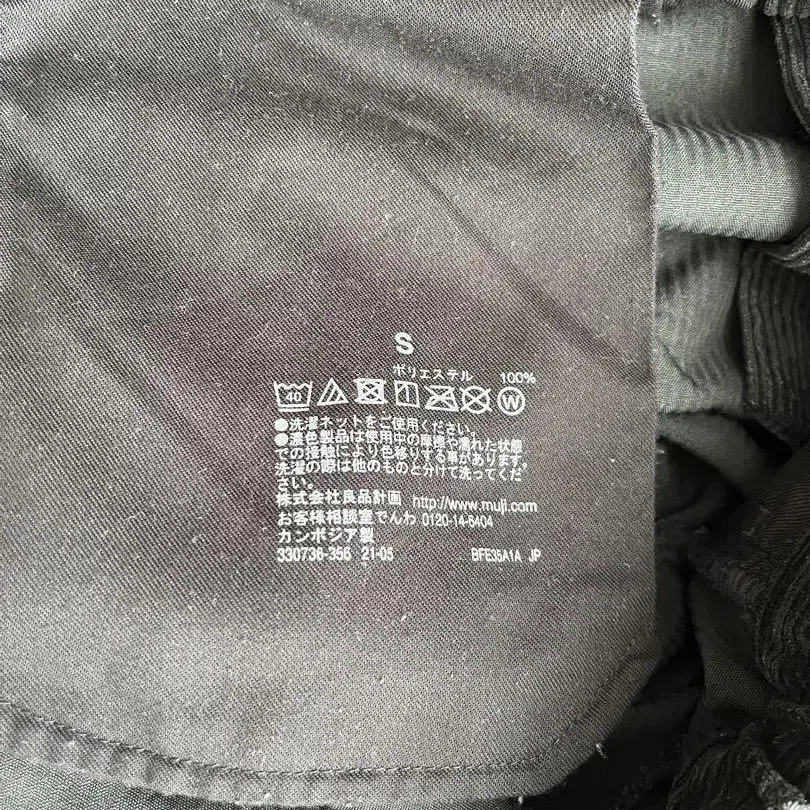 S
ポリエステル 100%
40 W
●洗濯ネットをご使用ください。
●濃色製品は使用中の摩擦や濡れた状態
での接触により色移りする事があります。
洗濯の際は他のものと分けて洗ってくだ
さい。
株式会社良品計画 http://www.muji.com
お客様相談室でんわ 0120-14-6404
カンボジア製
330736-356 21-05 BFE35A1A JP